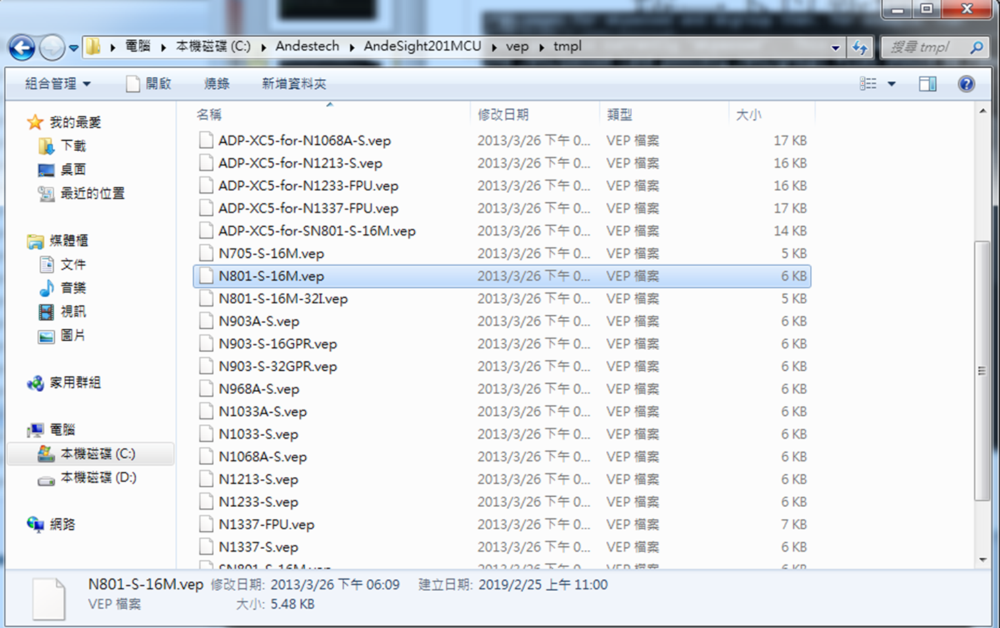 電腦 本機磁碟 (C:) Andestech AndeSight201MCU vep tmpl
搜尋 tmpl
組合管理 開啟 燒錄 新增資料夾
我的最愛
下載
桌面
最近的位置
媒體櫃
文件
音樂
視訊
圖片
家用群組
電腦
本機磁碟 (C:)
本機磁碟 (D:)
網路
名稱 修改日期 類型 大小
ADP-XC5-for-N1068A-S.vep 2013/3/26 下午 0... VEP 檔案 17 KB
ADP-XC5-for-N1213-S.vep 2013/3/26 下午 0... VEP 檔案 16 KB
ADP-XC5-for-N1233-FPU.vep 2013/3/26 下午 0... VEP 檔案 16 KB
ADP-XC5-for-N1337-FPU.vep 2013/3/26 下午 0... VEP 檔案 17 KB
ADP-XC5-for-SN801-S-16M.vep 2013/3/26 下午 0... VEP 檔案 14 KB
N705-S-16M.vep 2013/3/26 下午 0... VEP 檔案 5 KB
N801-S-16M.vep 2013/3/26 下午 0... VEP 檔案 6 KB
N801-S-16M-32I.vep 2013/3/26 下午 0... VEP 檔案 5 KB
N903A-S.vep 2013/3/26 下午 0... VEP 檔案 6 KB
N903-S-16GPR.vep 2013/3/26 下午 0... VEP 檔案 6 KB
N903-S-32GPR.vep 2013/3/26 下午 0... VEP 檔案 6 KB
N968A-S.vep 2013/3/26 下午 0... VEP 檔案 6 KB
N1033A-S.vep 2013/3/26 下午 0... VEP 檔案 6 KB
N1033-S.vep 2013/3/26 下午 0... VEP 檔案 6 KB
N1068A-S.vep 2013/3/26 下午 0... VEP 檔案 6 KB
N1213-S.vep 2013/3/26 下午 0... VEP 檔案 6 KB
N1233-S.vep 2013/3/26 下午 0... VEP 檔案 6 KB
N1337-FPU.vep 2013/3/26 下午 0... VEP 檔案 7 KB
N1337-S.vep 2013/3/26 下午 0... VEP 檔案 6 KB
SN801-S-16M.vep 2013/3/26 下午 0... VEP 檔案 6 KB
N801-S-16M.vep 修改日期: 2013/3/26 下午 06:09 建立日期: 2019/2/25 上午 11:00
VEP 檔案 大小: 5.48 KB